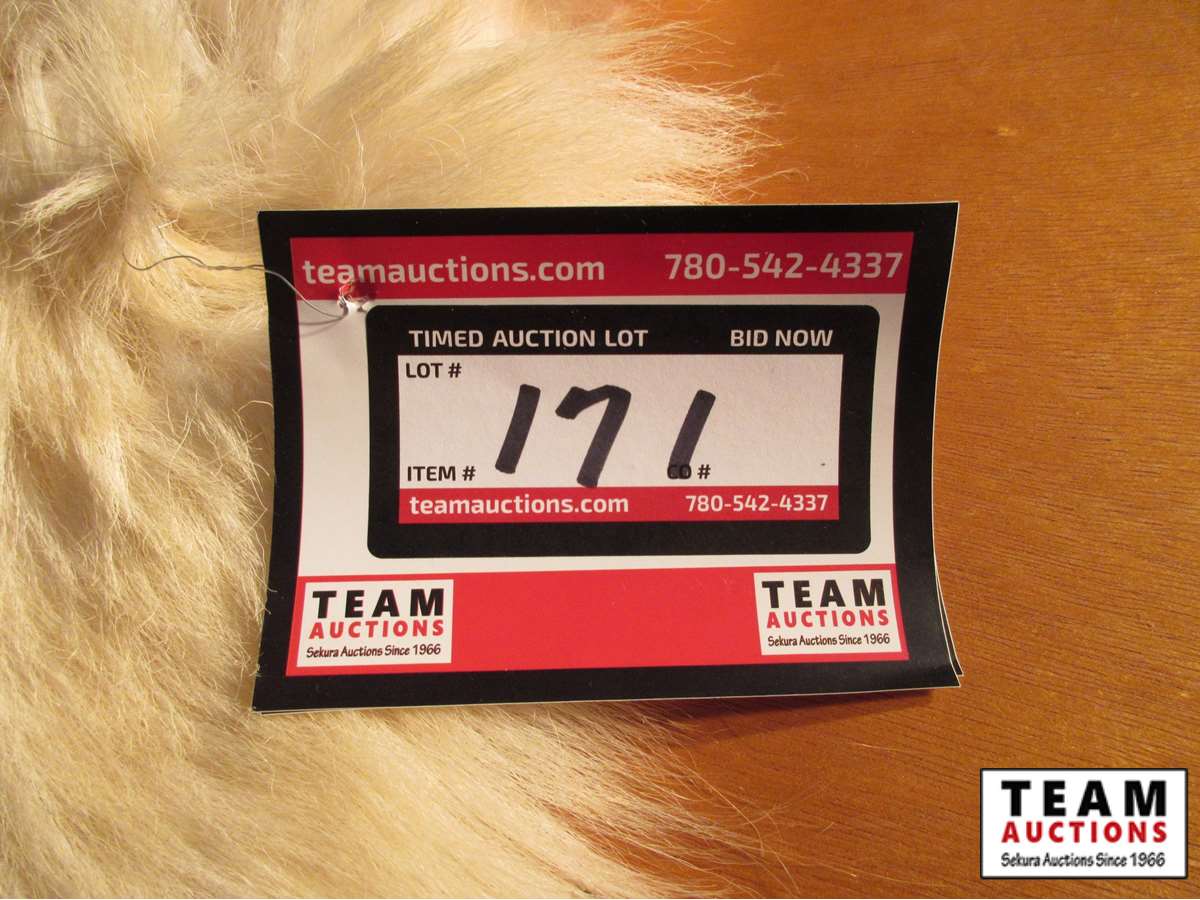 teamauctions.com 780-542-4337
TIMED AUCTION LOT BID NOW
LOT #
171
ITEM # CO #
teamauctions.com 780-542-4337
TEAM
AUCTIONS
Sekura Auctions Since 1966
TEAM
AUCTIONS
Sekura Auctions Since 1966
TEAM
AUCTIONS
Sekura Auctions Since 1966